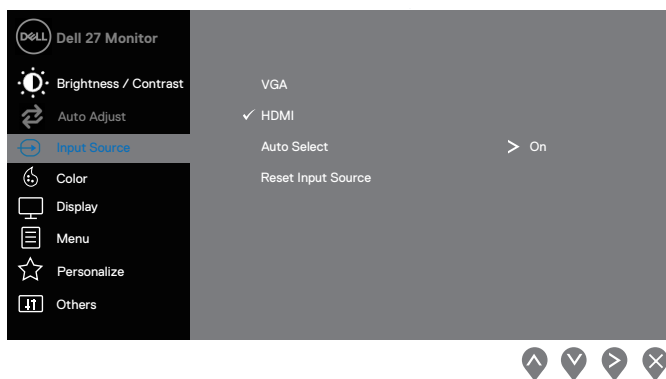 DELL Dell 27 Monitor
Brightness / Contrast
Auto Adjust
Input Source
Color
Display
Menu
Personalize
Others
VGA
✓ HDMI
Auto Select > On
Reset Input Source